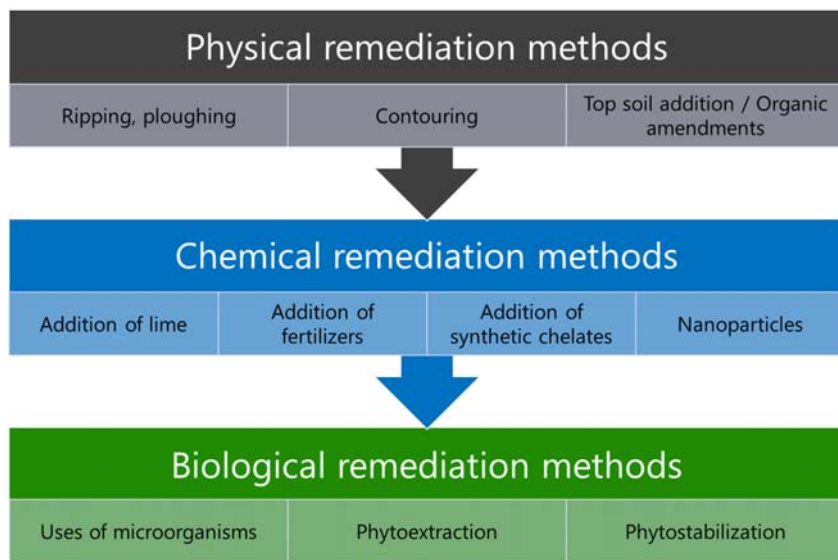 Physical remediation methods
Ripping, ploughing
Contouring
Top soil addition / Organic
amendments
Chemical remediation methods
Addition of lime
Addition of
fertilizers
Addition of
synthetic chelates
Nanoparticles
Biological remediation methods
Uses of microorganisms
Phytoextraction
Phytostabilization